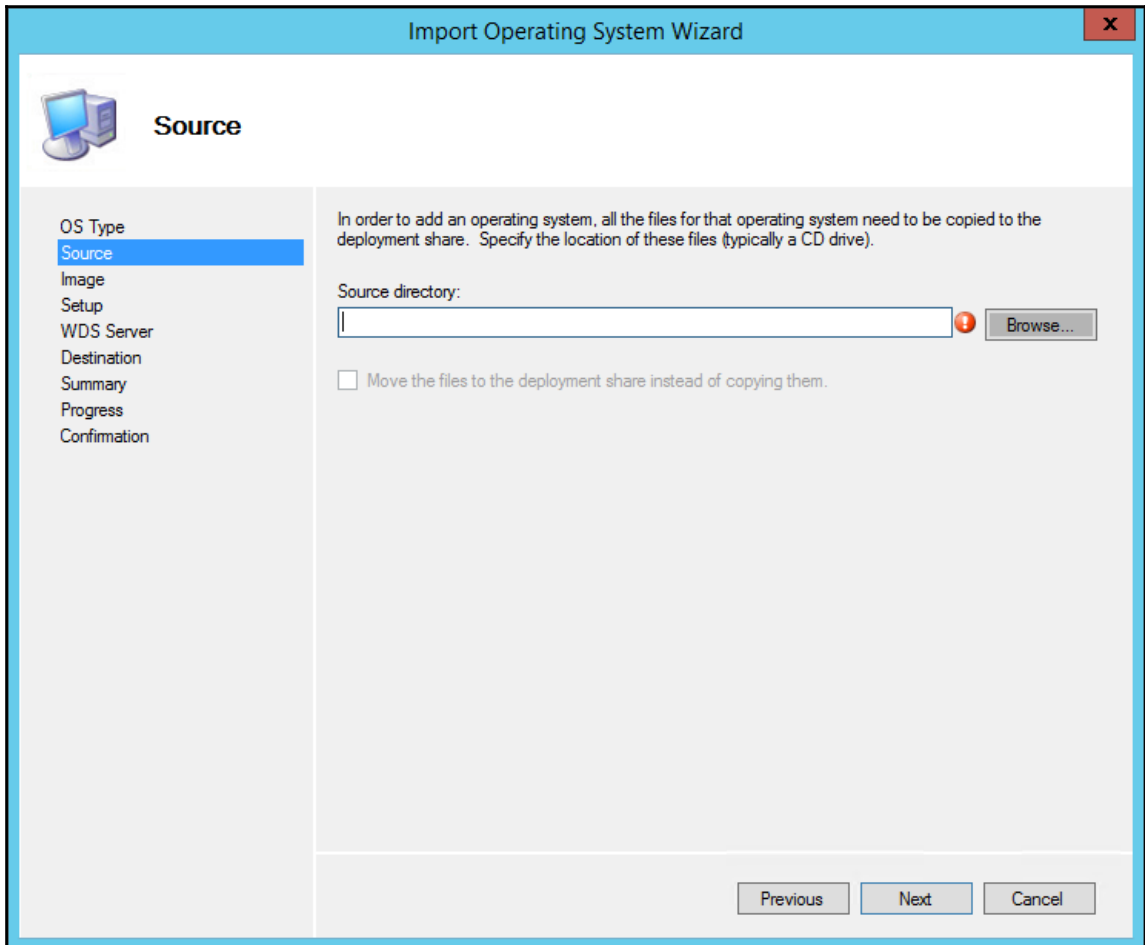 Import Operating System Wizard
x
Source
OS Type
Source
Image
Setup
WDS Server
Destination
Summary
Progress
Confirmation
In order to add an operating system, all the files for that operating system need to be copied to the
deployment share.  Specify the location of these files (typically a CD drive).
Source directory:
Browse...
Move the files to the deployment share instead of copying them.
Previous
Next
Cancel